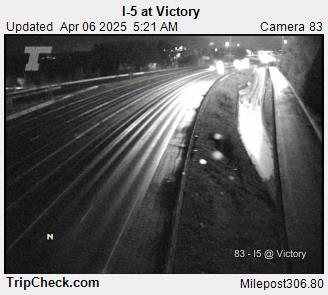 I-5 at Victory
Updated Apr 06 2025 5:21 AM Camera 83
T
N
83 - I5 @ Victory
TripCheck.com Milepost306.80